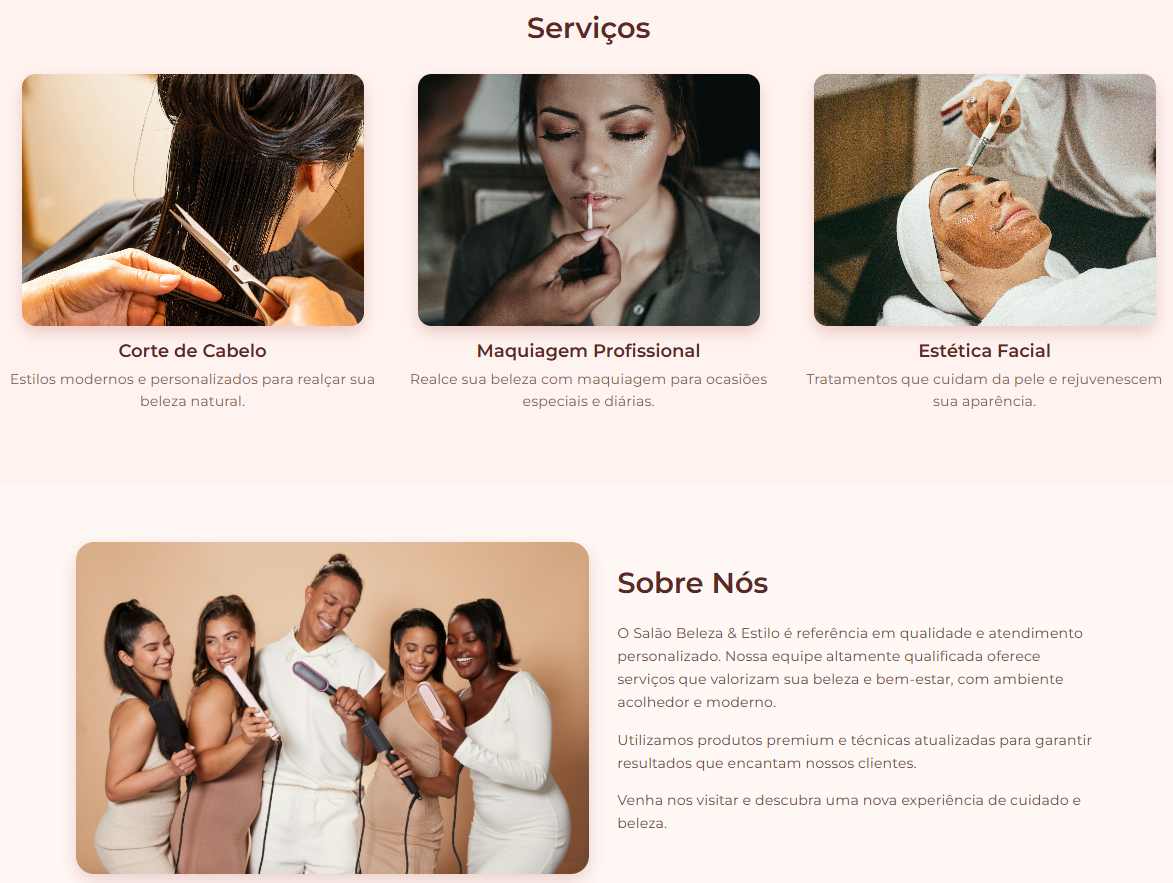 Serviços
Corte de Cabelo
Estilos modernos e personalizados para realçar sua
beleza natural.
Maquiagem Profissional
Realce sua beleza com maquiagem para ocasiões
especiais e diárias.
Estética Facial
Tratamentos que cuidam da pele e rejuvenescem
sua aparência.
Sobre Nós
O Salão Beleza & Estilo é referência em qualidade e atendimento
personalizado. Nossa equipe altamente qualificada oferece
serviços que valorizam sua beleza e bem-estar, com ambiente
acolhedor e moderno.
Utilizamos produtos premium e técnicas atualizadas para garantir
resultados que encantam nossos clientes.
Venha nos visitar e descubra uma nova experiência de cuidado e
beleza.